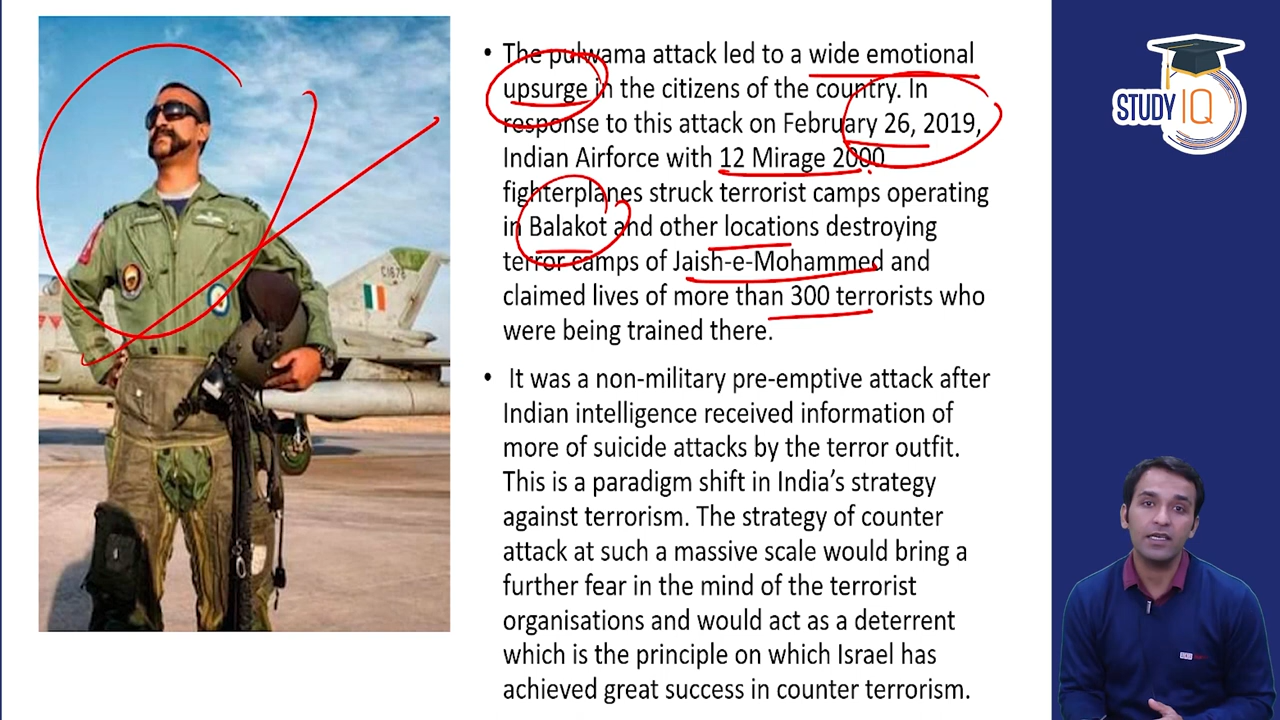 • The pulwama attack led to a wide emotional
upsurge in the citizens of the country. In
response to this attack on February 26, 2019,
Indian Airforce with 12 Mirage 2000
fighterplanes struck terrorist camps operating
in Balakot and other locations destroying
terror camps of Jaish-e-Mohammed and
claimed lives of more than 300 terrorists who
were being trained there.
• It was a non-military pre-emptive attack after
Indian intelligence received information of
more of suicide attacks by the terror outfit.
This is a paradigm shift in India’s strategy
against terrorism. The strategy of counter
attack at such a massive scale would bring a
further fear in the mind of the terrorist
organisations and would act as a deterrent
which is the principle on which Israel has
achieved great success in counter terrorism.
STUDY IQ